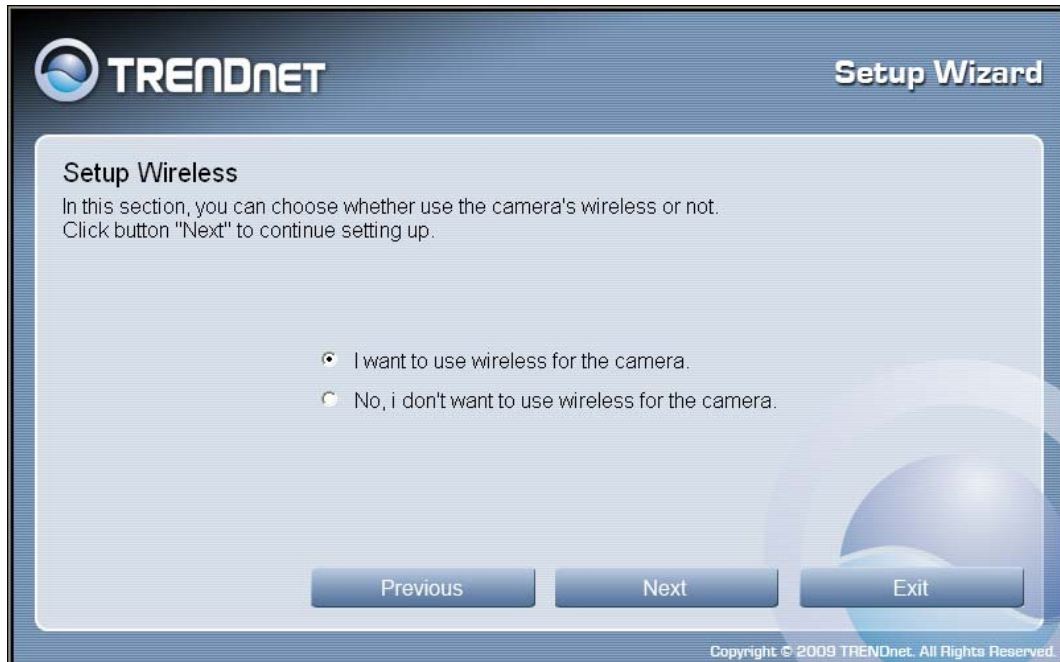 TRENDNET
Setup Wizard
Setup Wireless
In this section, you can choose whether use the camera's wireless or not.
Click button "Next" to continue setting up.
I want to use wireless for the camera.
No, i don't want to use wireless for the camera.
Previous
Next
Exit
Copyright © 2009 TRENDnet. All Rights Reserved.